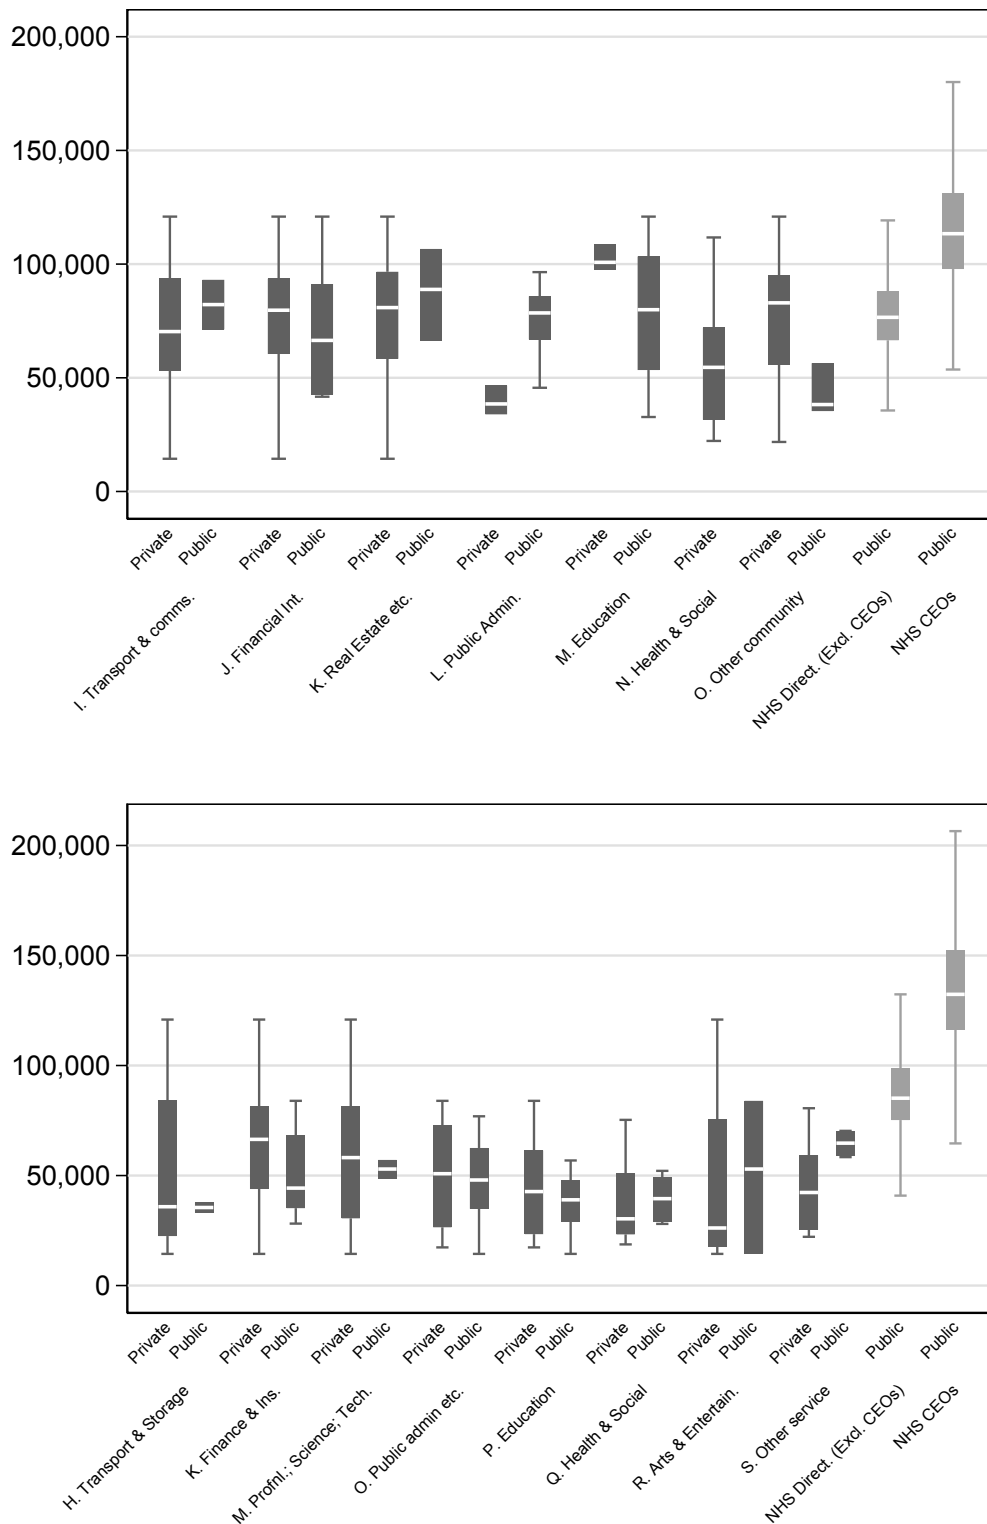 200,000
150,000
100,000
50,000
0
Private
Public
Private
Public
Private
Public
Private
Public
Private
Public
Private
Private
Public
Public
Public
I. Transport & comms.
J. Financial Int.
K. Real Estate etc.
L. Public Admin.
M. Education
N. Health & Social
O. Other community
NHS Direct. (Excl. CEOs)
NHS CEOs
200,000
150,000
100,000
50,000
0
Private
Public
Private
Public
Private
Public
Private
Public
Private
Public
Private
Public
Private
Public
Private
Public
Public
Public
H. Transport & Storage
K. Finance & Ins.
M. Profnl.; Science; Tech.
O. Public admin etc.
P. Education
Q. Health & Social
R. Arts & Entertain.
S. Other service
NHS Direct. (Excl. CEOs)
NHS CEOs